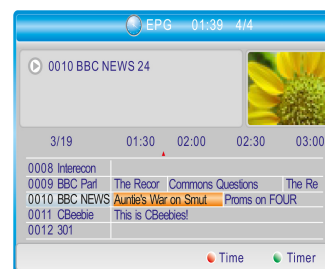 EPG 01:39 4/4
0010 BBC NEWS 24
3/19 01:30 02:00 02:30 03:00
0008 Interecon
0009 BBC Parl The Recor Commons Questions The Re
0010 BBC NEWS Auntie's War on Smut Proms on FOUR
0011 CBeebie This is CBeebies!
0012 301
Time Timer